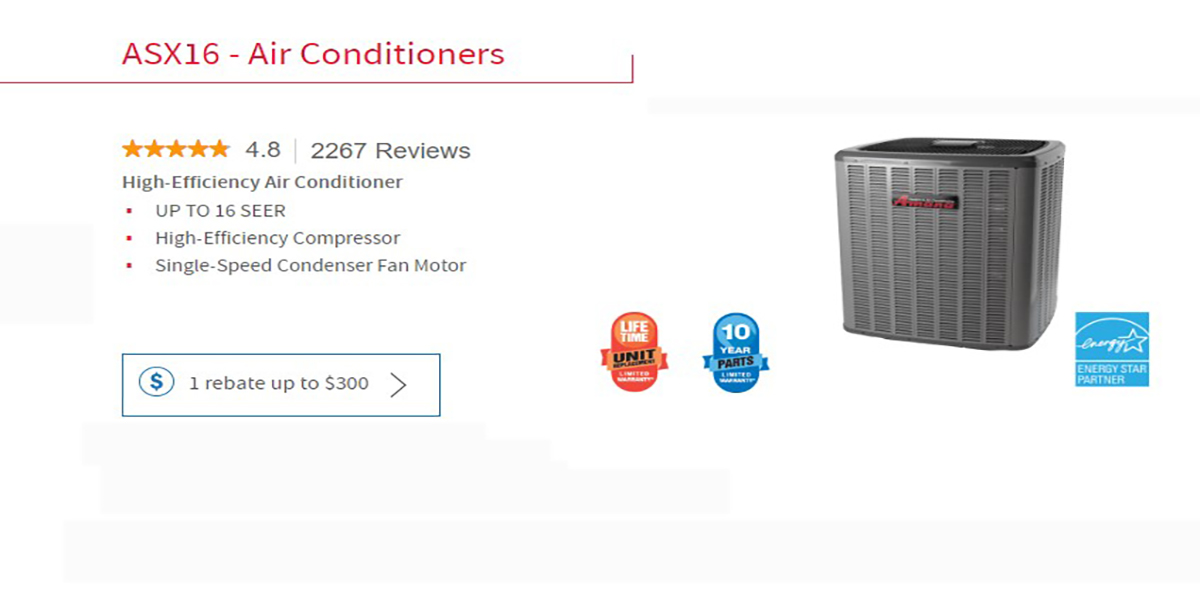 ASX16 - Air Conditioners
4.8
2267 Reviews
High-Efficiency Air Conditioner
▪ UP TO 16 SEER
▪ High-Efficiency Compressor
▪ Single-Speed Condenser Fan Motor
$ 1 rebate up to $300
LIFE
TIME
UNIT
REPLACEMENT
LIMITED
WARRANTY*
10
YEAR
PARTS
LIMITED
WARRANTY*
Amana
energy
ENERGY STAR
PARTNER